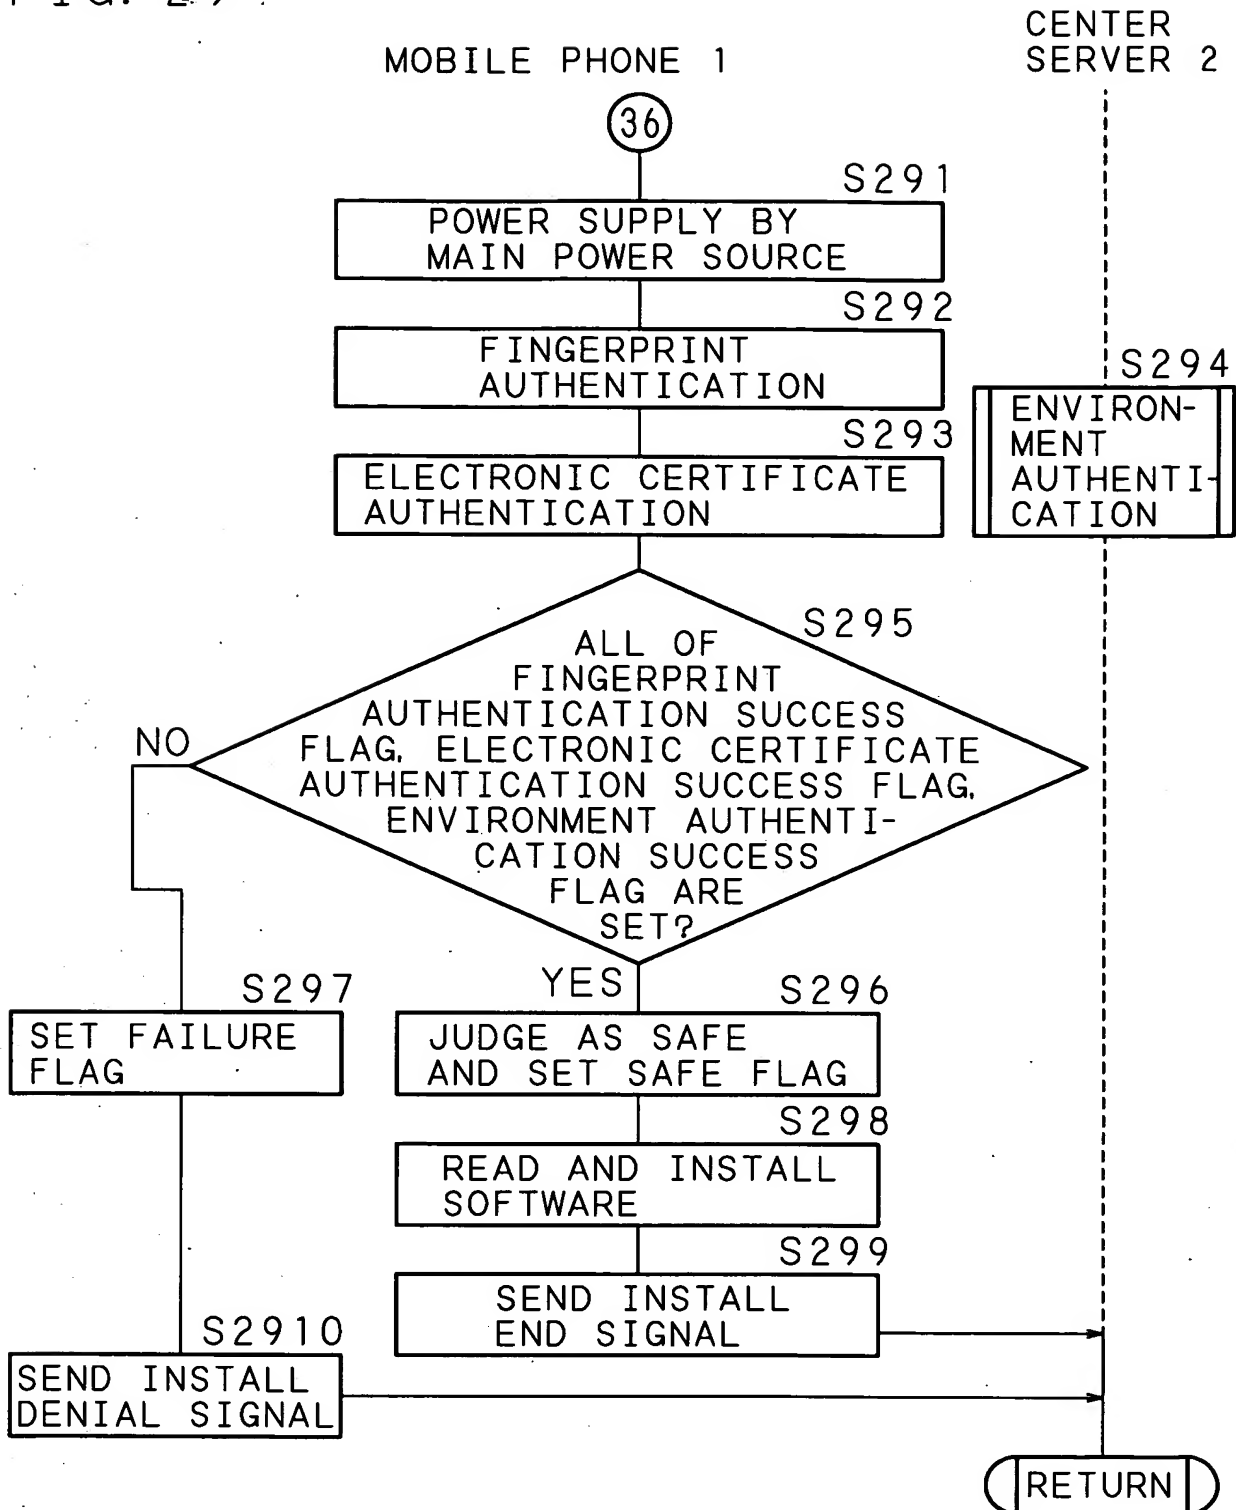 FIG. 29
MOBILE PHONE 1
CENTER
SERVER 2
36
S291
POWER SUPPLY BY
MAIN POWER SOURCE
S292
FINGERPRINT
AUTHENTICATION
S293
ELECTRONIC CERTIFICATE
AUTHENTICATION
S294
ENVIRON-
MENT
AUTHENTI-
CATION
S295
ALL OF
FINGERPRINT
AUTHENTICATION SUCCESS
FLAG, ELECTRONIC CERTIFICATE
AUTHENTICATION SUCCESS FLAG,
ENVIRONMENT AUTHENTI-
CATION SUCCESS
FLAG ARE
SET?
NO
YES
S297
SET FAILURE
FLAG
S296
JUDGE AS SAFE
AND SET SAFE FLAG
S298
READ AND INSTALL
SOFTWARE
S299
SEND INSTALL
END SIGNAL
S2910
SEND INSTALL
DENIAL SIGNAL
RETURN